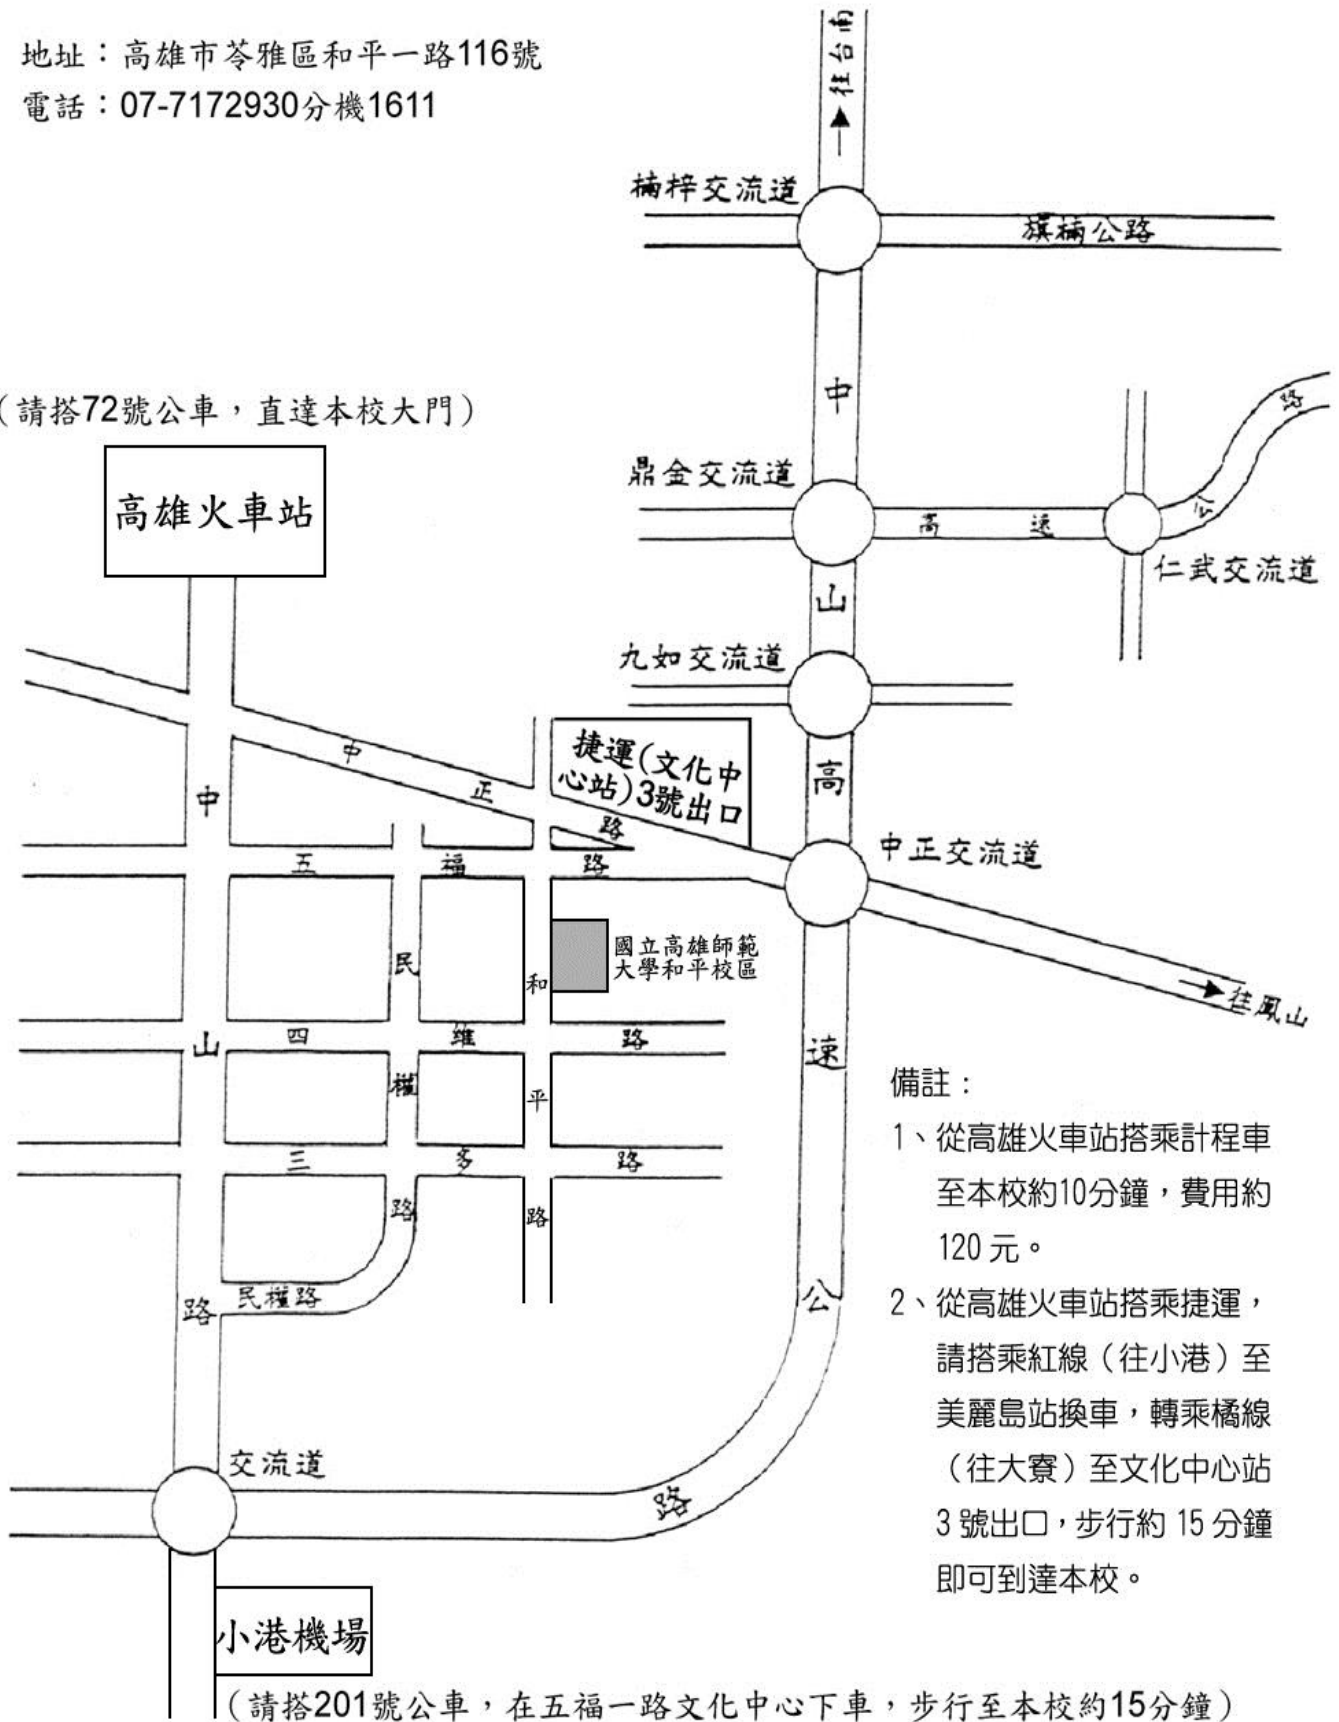 地址：高雄市苓雅區和平一路116號
電話：07-7172930分機1611
往台南
楠梓交流道
旗楠公路
（請搭72號公車，直達本校大門）
高雄火車站
鼎金交流道
高速公路
仁武交流道
九如交流道
中山高速公路
捷運(文化中
心站)3號出口
中正路
中正交流道
五福路
國立高雄師範
大學和平校區
往鳳山
四維路
三多路
中山路
民權路
和平路
民權路
交流道
小港機場
（請搭201號公車，在五福一路文化中心下車，步行至本校約15分鐘）
備註：
1、從高雄火車站搭乘計程車
至本校約10分鐘，費用約
120元。
2、從高雄火車站搭乘捷運，
請搭乘紅線（往小港）至
美麗島站換車，轉乘橘線
（往大寮）至文化中心站
3號出口，步行約15分鐘
即可到達本校。